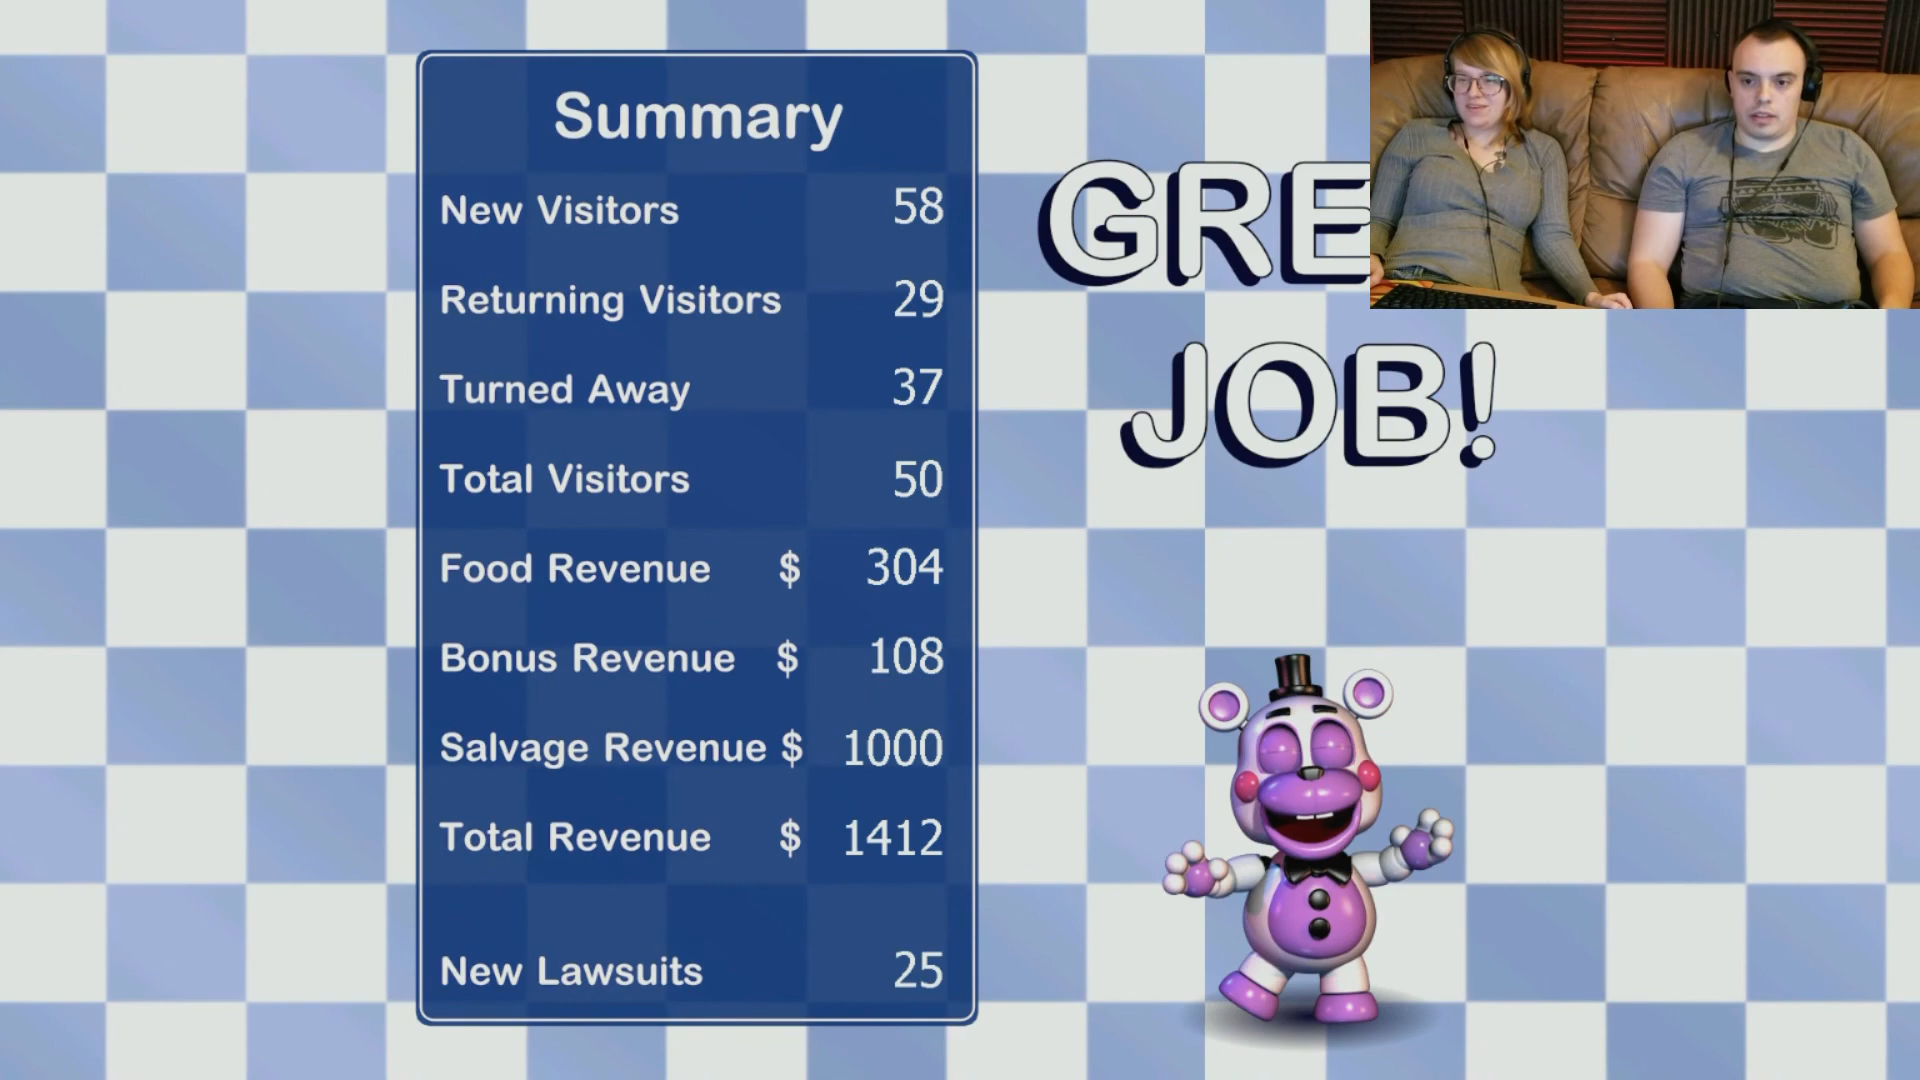 Summary
New Visitors 58
Returning Visitors 29
Turned Away 37
Total Visitors 50
Food Revenue $ 304
Bonus Revenue $ 108
Salvage Revenue $ 1000
Total Revenue $ 1412
New Lawsuits 25
GRE
JOB!